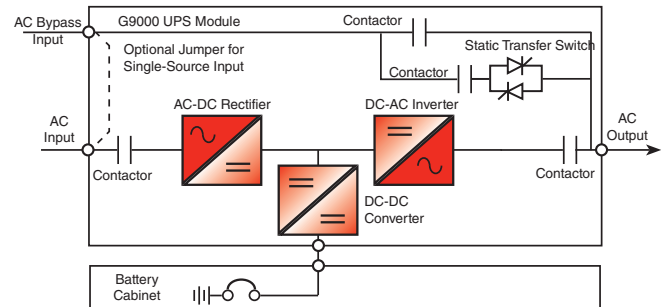 AC Bypass
Input
G9000 UPS Module
Contactor
Static Transfer Switch
Optional Jumper for
Single-Source Input
Contactor
AC-DC Rectifier
DC-AC Inverter
AC
Input
AC
Output
Contactor
Contactor
DC-DC
Converter
Battery
Cabinet